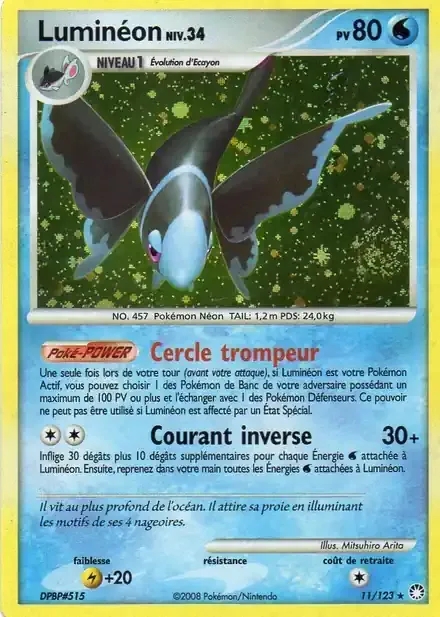 Luminéon NIV.34 PV 80
NIVEAU 1 Évolution d'Ecayon
NO. 457 Pokémon Néon TAIL: 1,2 m PDS: 24,0 kg
Poké-POWER Cercle trompeur
Une seule fois lors de votre tour (avant votre attaque), si Luminéon est votre Pokémon
Actif, vous pouvez choisir 1 des Pokémon de Banc de votre adversaire possédant un
maximum de 100 PV ou plus et l'échanger avec 1 des Pokémon Défenseurs. Ce pouvoir
ne peut pas être utilisé si Luminéon est affecté par un État Spécial.
Courant inverse 30+
Inflige 30 dégâts plus 10 dégâts supplémentaires pour chaque Énergie attachée à
Luminéon. Ensuite, reprenez dans votre main toutes les Énergies attachées à Luminéon.
Il vit au plus profond de l'océan. Il attire sa proie en illuminant
les motifs de ses 4 nageoires.
Illus. Mitsuhiro Arita
faiblesse résistance coût de retraite
+20
DPBP#515 ©2008 Pokémon/Nintendo 11/123 ★